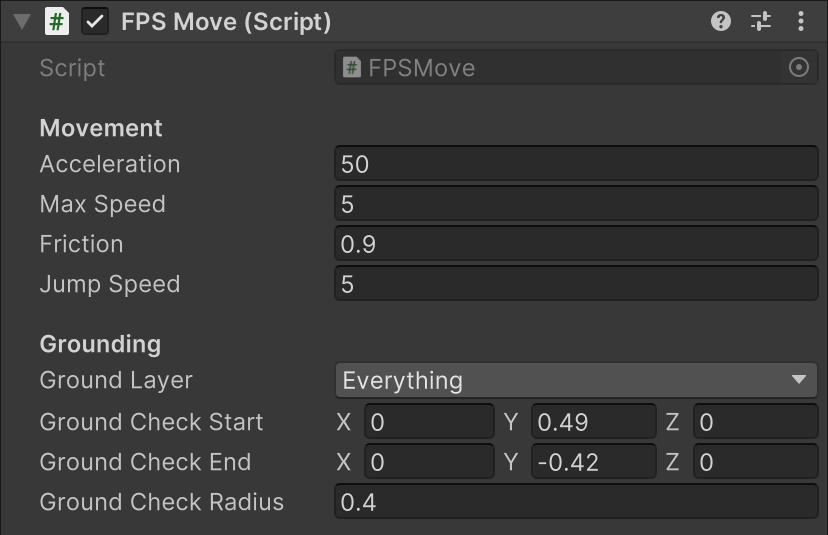 FPS Move (Script)
Script FPSMove
Movement
Acceleration 50
Max Speed 5
Friction 0.9
Jump Speed 5
Grounding
Ground Layer Everything
Ground Check Start X 0 Y 0.49 Z 0
Ground Check End X 0 Y -0.42 Z 0
Ground Check Radius 0.4